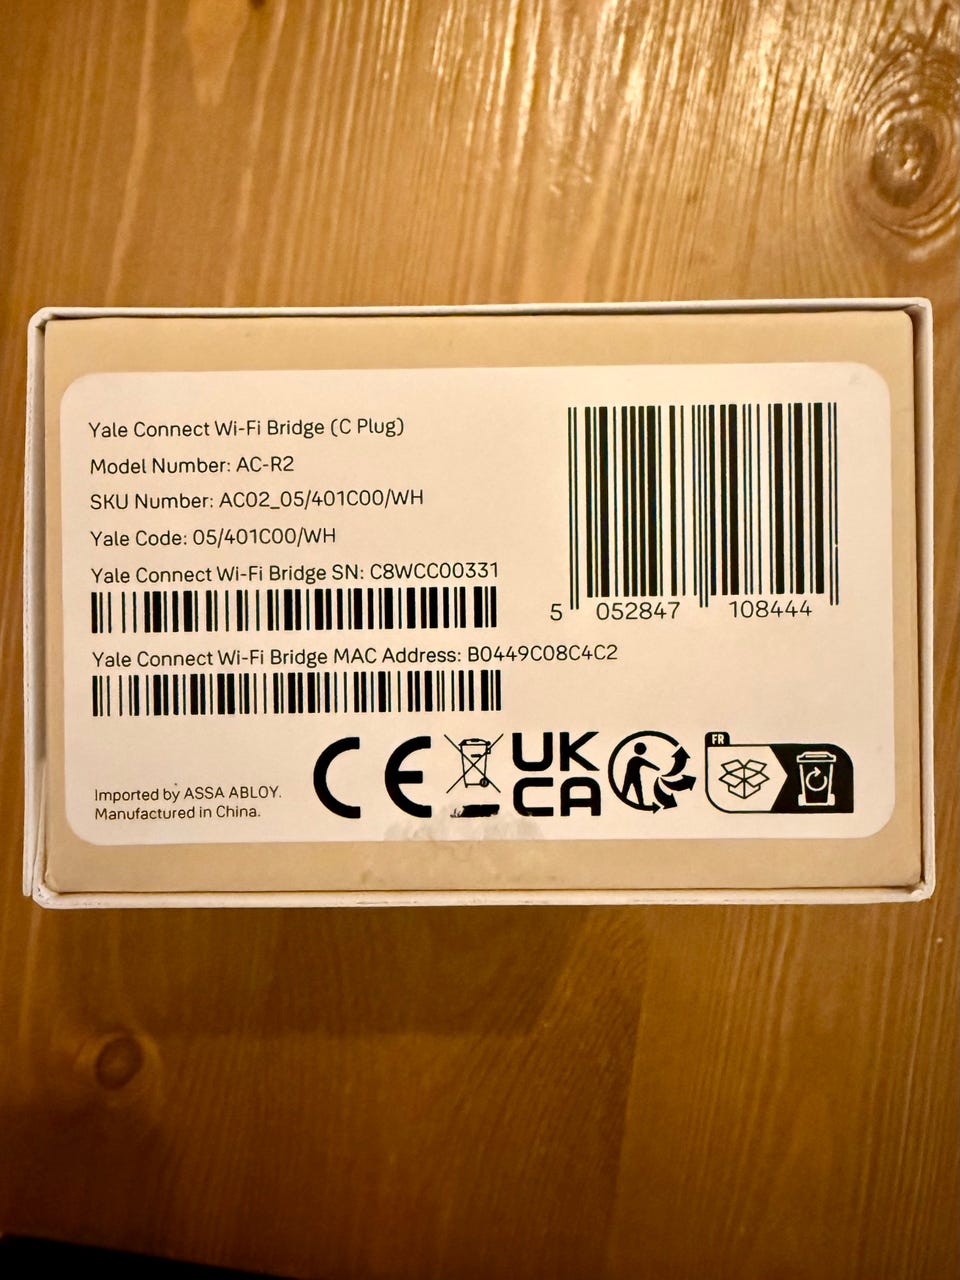 Yale Connect Wi-Fi Bridge (C Plug)
Model Number: AC-R2
SKU Number: AC02_05/401C00/WH
Yale Code: 05/401C00/WH
Yale Connect Wi-Fi Bridge SN: C8WCC00331
Yale Connect Wi-Fi Bridge MAC Address: B0449C08C4C2
5 052847 108444
Imported by ASSA ABLOY.
Manufactured in China.
CE
UK
CA
FR